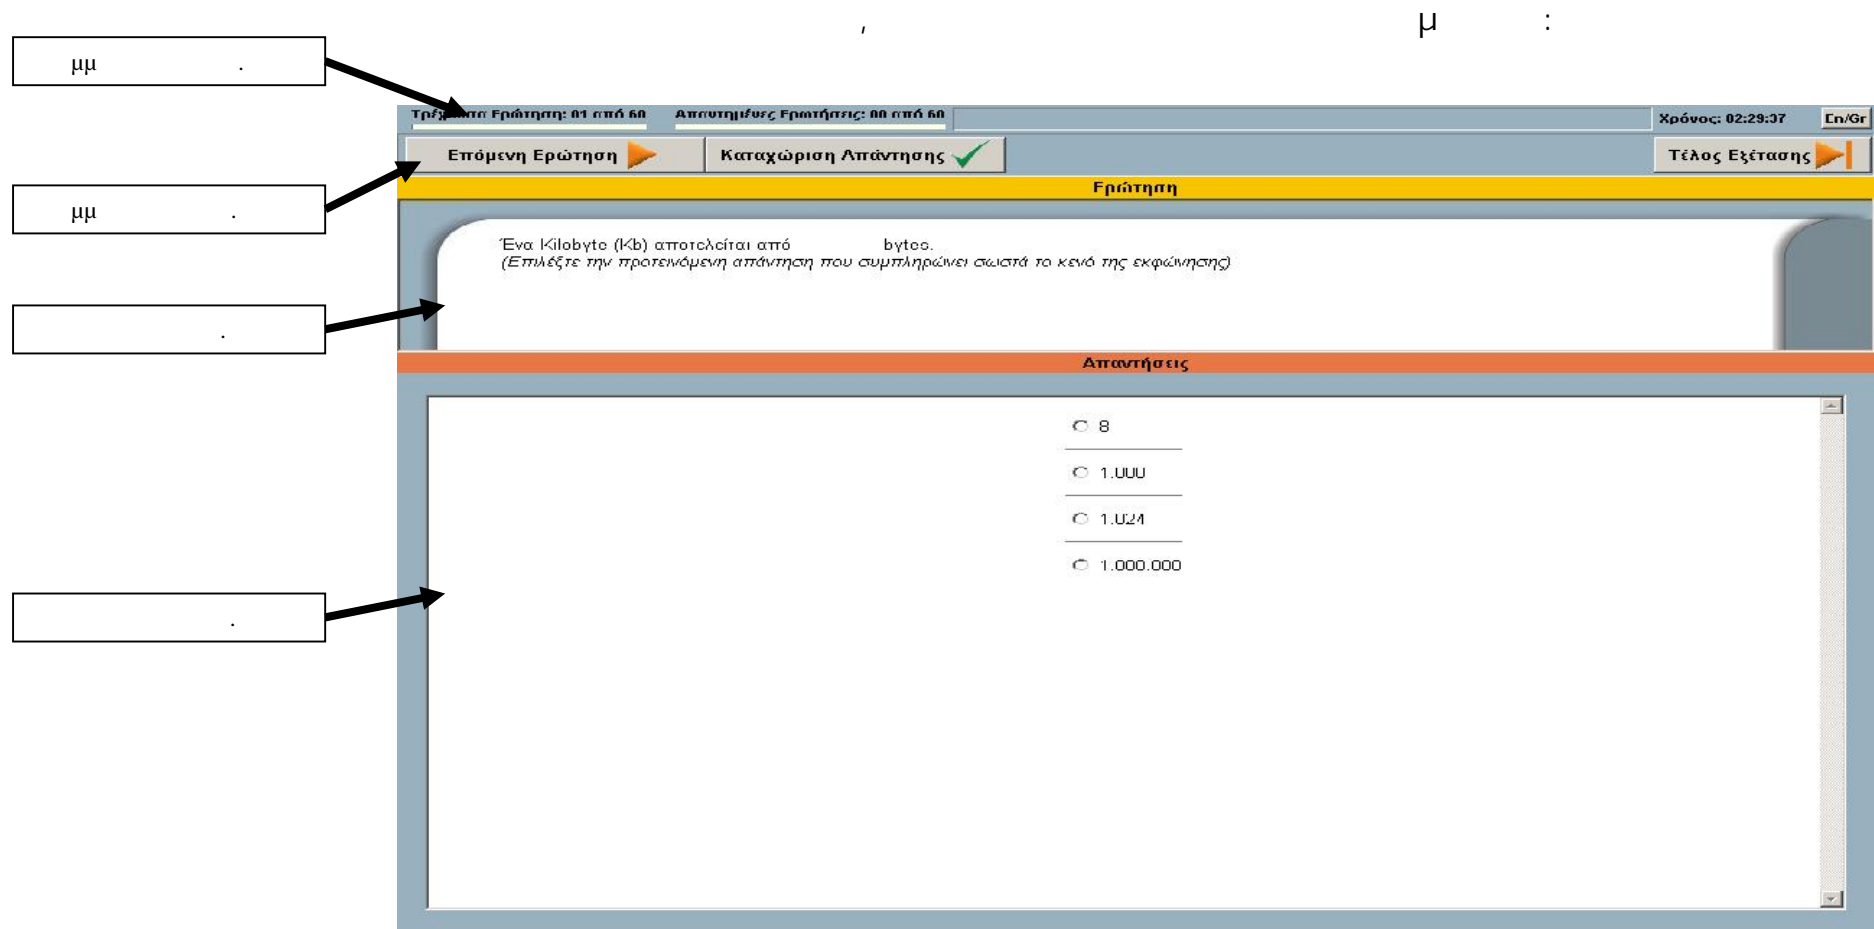 , μ :
μμ .
Τρέχουσα Ερώτηση: 01 από 60 Απαντημένες Ερωτήσεις: 00 από 60 Χρόνος: 02:29:37 En/Gr
Επόμενη Ερώτηση Καταχώριση Απάντησης Τέλος Εξέτασης
Ερώτηση
μμ .
Ένα Kilobyte (Kb) αποτελείται από bytes.
(Επιλέξτε την προτεινόμενη απάντηση που συμπληρώνει σωστά το κενό της εκφώνησης)
.
Απαντήσεις
8
1.000
1.024
1.000.000
.